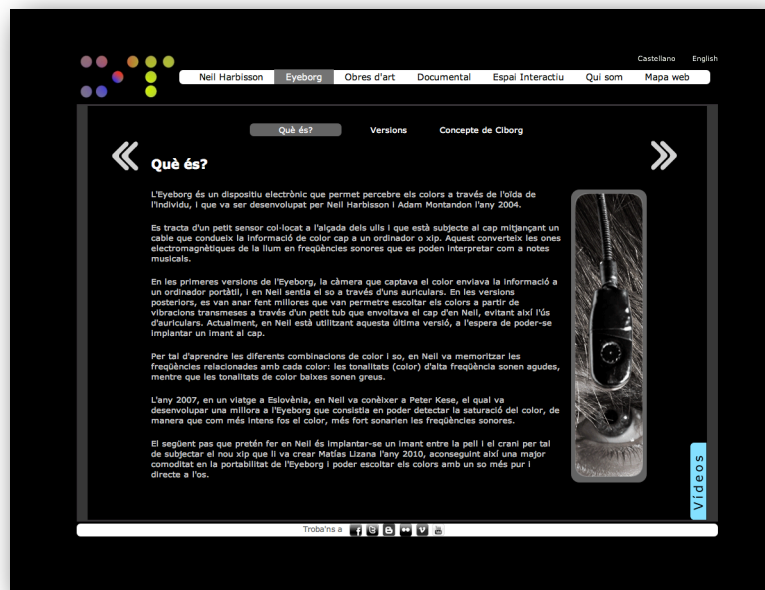 Castellano English
Neil Harbisson Eyeborg Obres d'art Documental Espai Interactiu Qui som Mapa web
Què és? Versions Concepte de Ciborg
Què és?
L'Eyeborg és un dispositiu electrònic que permet percebre els colors a través de l'oïda de
l'individu, i que va ser desenvolupat per Neil Harbisson i Adam Montandon l'any 2004.
Es tracta d'un petit sensor col·locat a l'alçada dels ulls i que està subjecte al cap mitjançant un
cable que condueix la informació de color cap a un ordinador o xip. Aquest converteix les ones
electromagnètiques de la llum en freqüències sonores que es poden interpretar com a notes
musicals.
En les primeres versions de l'Eyeborg, la càmera que captava el color enviava la informació a
un ordinador portàtil, i en Neil sentia el so a través d'uns auriculars. En les versions
posteriors, es van anar fent millores que van permetre escoltar els colors a partir de
vibracions transmeses a través d'un petit tub que envoltava el cap d'en Neil, evitant així l'ús
d'auriculars. Actualment, en Neil està utilitzant aquesta última versió, a l'espera de poder-se
implantar un imant al cap.
Per tal d'aprendre les diferents combinacions de color i so, en Neil va memoritzar les
freqüències relacionades amb cada color: les tonalitats (color) d'alta freqüència sonen agudes,
mentre que les tonalitats de color baixes sonen greus.
L'any 2007, en un viatge a Eslovènia, en Neil va conèixer a Peter Kese, el qual va
desenvolupar una millora a l'Eyeborg que consistia en poder detectar la saturació del color, de
manera que com més intens fos el color, més fort sonarien les freqüències sonores.
El següent pas que pretén fer en Neil és implantar-se un imant entre la pell i el crani per tal
de subjectar el nou xip que li va crear Matías Lizana l'any 2010, aconseguint així una major
comoditat en la portabilitat de l'Eyeborg i poder escoltar els colors amb un so més pur i
directe a l'os.
Vídeos
Troba'ns a